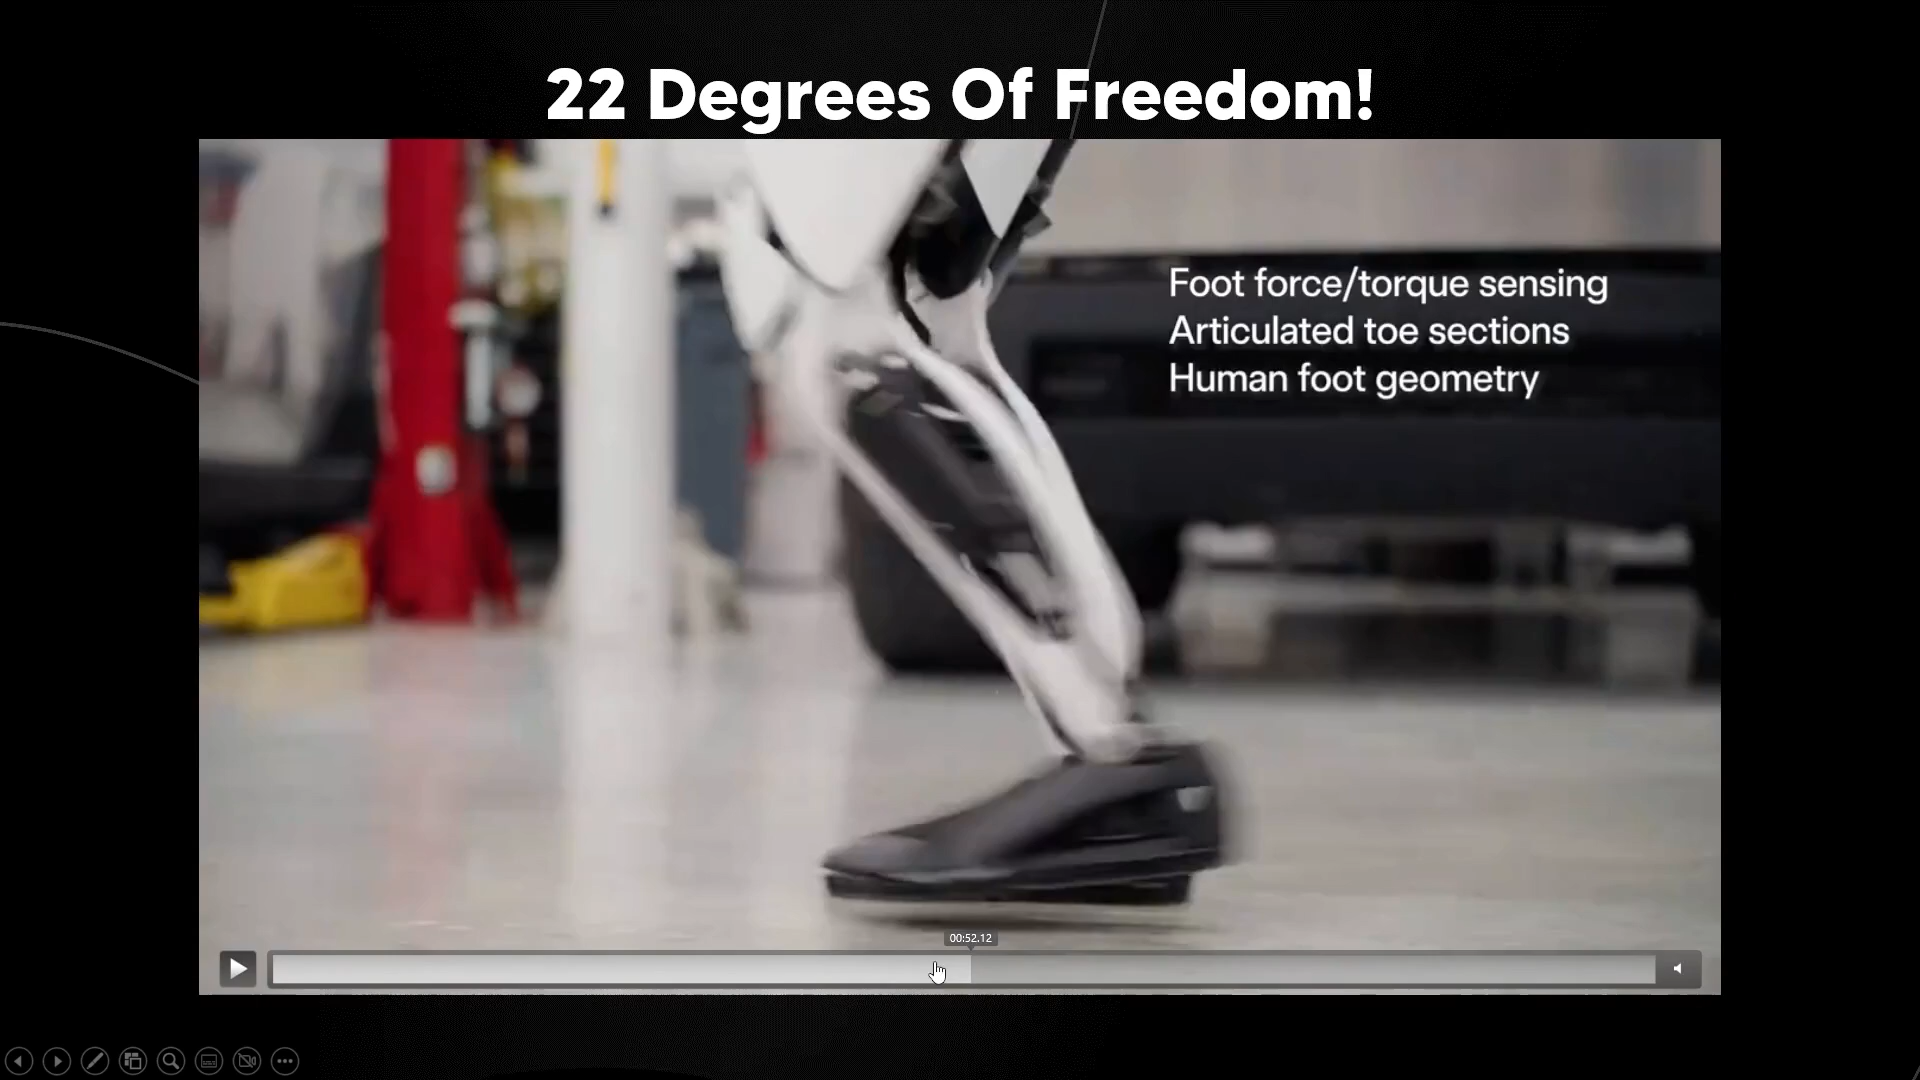 22 Degrees Of Freedom!
Foot force/torque sensing
Articulated toe sections
Human foot geometry
00:52.12